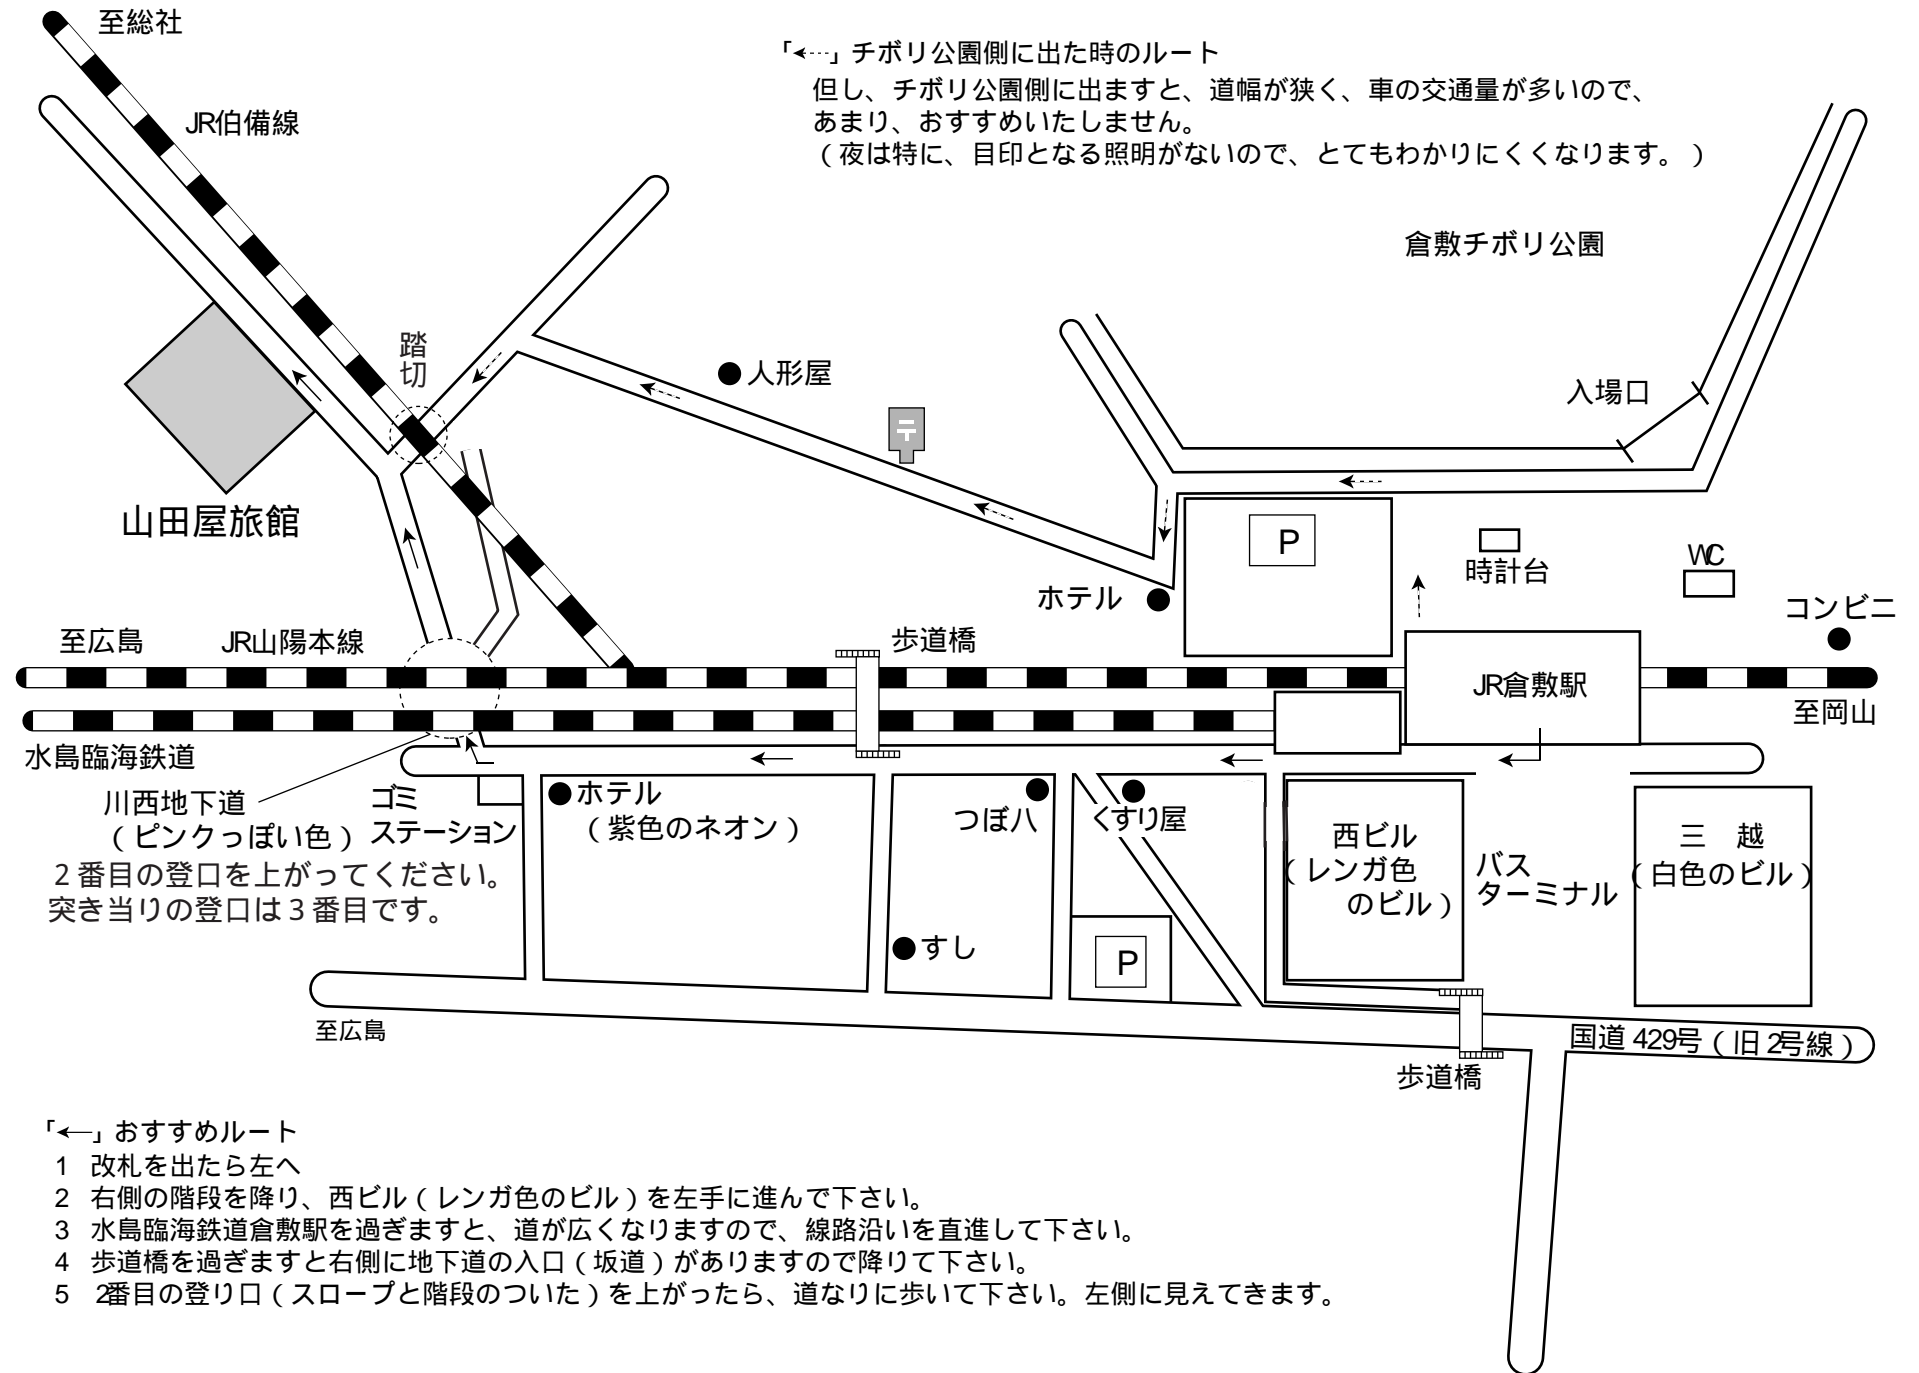 至総社
「←」チボリ公園側に出た時のルート
但し、チボリ公園側に出ますと、道幅が狭く、車の交通量が多いので、
あまり、おすすめいたしません。
（夜は特に、目印となる照明がないので、とてもわかりにくくなります。）
JR伯備線
倉敷チボリ公園
踏切
人形屋
入場口
〒
山田屋旅館
P
時計台
WC
ホテル
コンビニ
至広島
JR山陽本線
歩道橋
JR倉敷駅
至岡山
水島臨海鉄道
川西地下道
（ピンクっぽい色）
2番目の登口を上がってください。
突き当りの登口は3番目です。
ゴミ
ステーション
ホテル
（紫色のネオン）
つぼ八
くすり屋
西ビル
（レンガ色
のビル）
バス
ターミナル
三　越
（白色のビル）
すし
P
至広島
国道429号（旧2号線）
歩道橋
「←」おすすめルート
1 改札を出たら左へ
2 右側の階段を降り、西ビル（レンガ色のビル）を左手に進んで下さい。
3 水島臨海鉄道倉敷駅を過ぎますと、道が広くなりますので、線路沿いを直進して下さい。
4 歩道橋を過ぎますと右側に地下道の入口（坂道）がありますので降りて下さい。
5 2番目の登り口（スロープと階段のついた）を上がったら、道なりに歩いて下さい。左側に見えてきます。